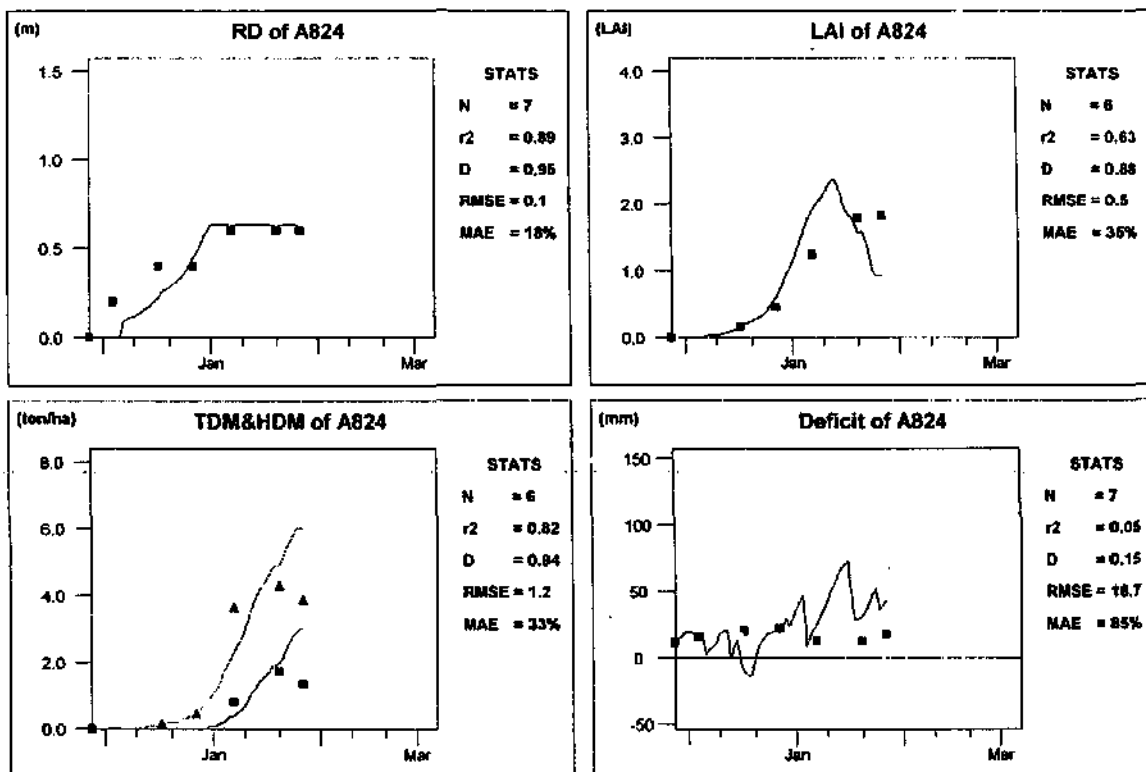 (m)
RD of A824
1.5
1.0
0.5
0.0
Jan
Mar
STATS
N = 7
r2 = 0.89
D = 0.95
RMSE = 0.1
MAE = 18%
(LAI)
LAI of A824
4.0
3.0
2.0
1.0
0.0
Jan
Mar
STATS
N = 6
r2 = 0.63
D = 0.88
RMSE = 0.5
MAE = 35%
(ton/ha)
TDM&HDM of A824
8.0
6.0
4.0
2.0
0.0
Jan
Mar
STATS
N = 6
r2 = 0.82
D = 0.94
RMSE = 1.2
MAE = 33%
(mm)
Deficit of A824
150
100
50
0
-50
Jan
Mar
STATS
N = 7
r2 = 0.05
D = 0.15
RMSE = 18.7
MAE = 85%